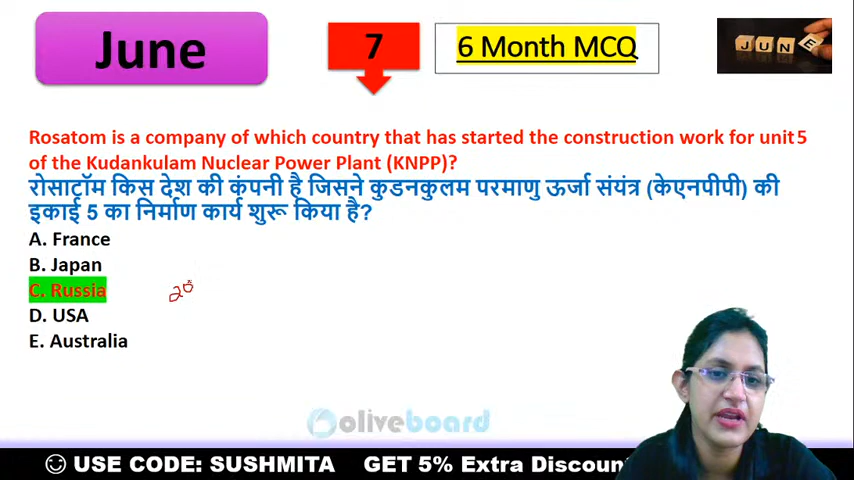 June
7
6 Month MCQ
JUNE
Rosatom is a company of which country that has started the construction work for unit 5
of the Kudankulam Nuclear Power Plant (KNPP)?
रोसाटॉम किस देश की कंपनी है जिसने कुडनकुलम परमाणु ऊर्जा संयंत्र (केएनपीपी) की
इकाई 5 का निर्माण कार्य शुरू किया है?
A. France
B. Japan
C. Russia
D. USA
E. Australia
oliveboard
USE CODE: SUSHMITA GET 5% Extra Discoun